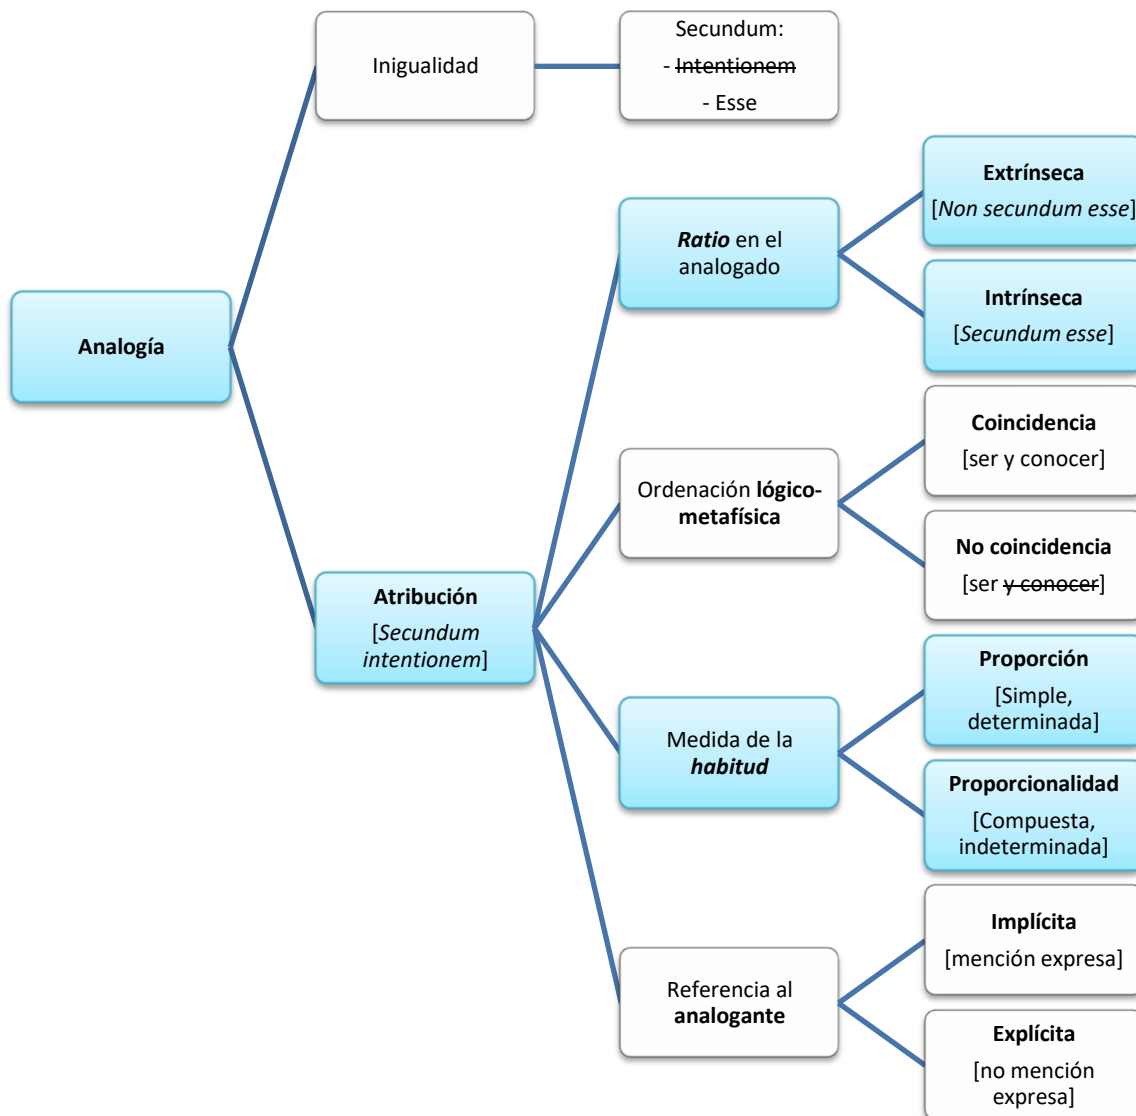 Inigualidad
Secundum:
- Intentionem
- Esse
Analogía
Atribución
[Secundum
intentionem]
Ratio en el
analogado
Extrínseca
[Non secundum esse]
Intrínseca
[Secundum esse]
Ordenación lógico-
metafísica
Coincidencia
[ser y conocer]
No coincidencia
[ser y conocer]
Medida de la
habitud
Proporción
[Simple,
determinada]
Proporcionalidad
[Compuesta,
indeterminada]
Referencia al
analogante
Implícita
[mención expresa]
Explícita
[no mención
expresa]